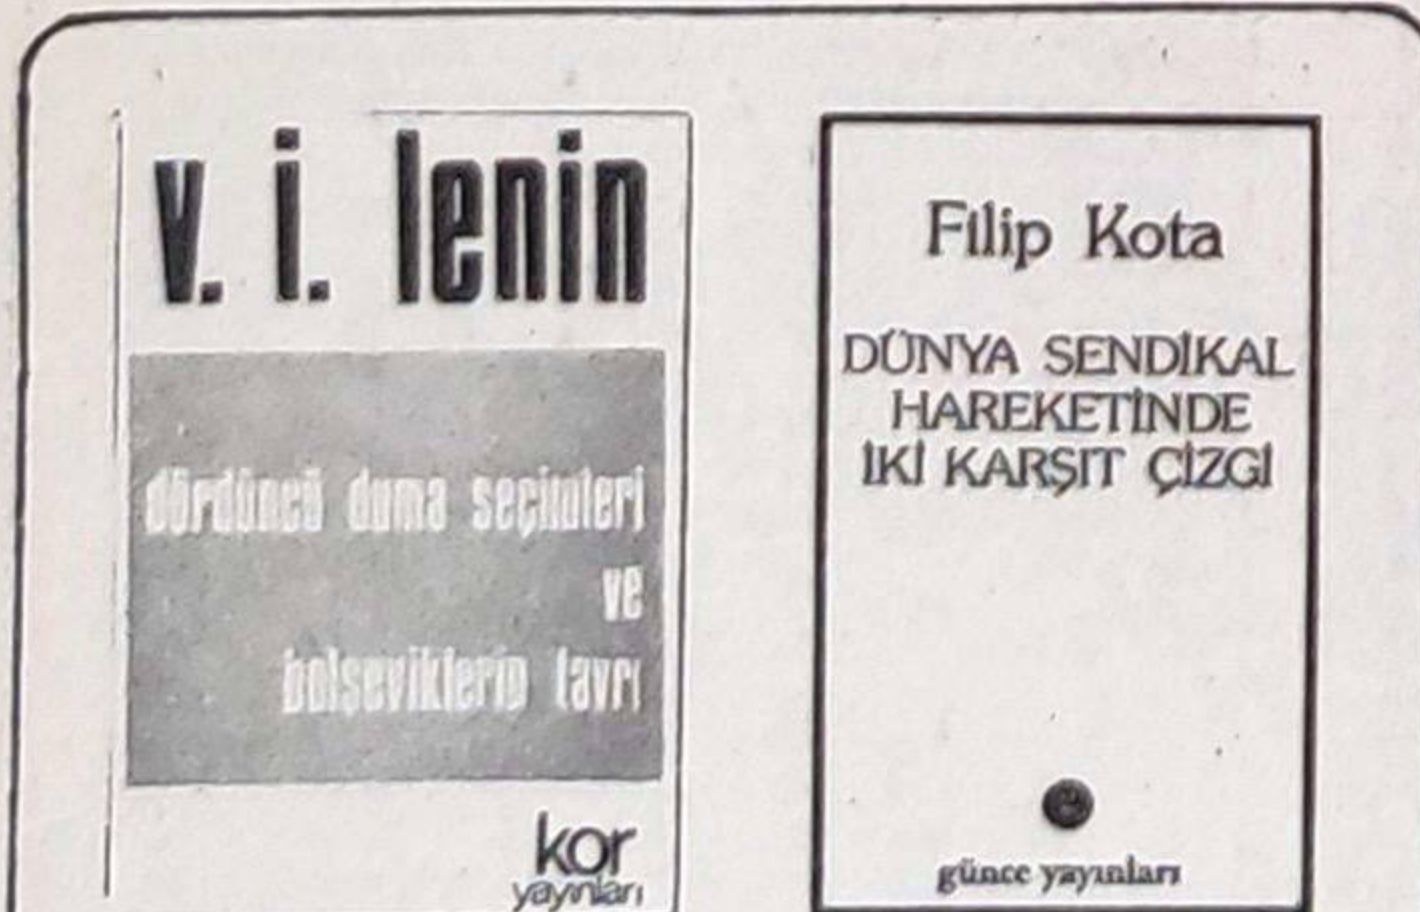 v. i. lenin
dördüncü duma seçimleri
ve
bolşeviklerin tavrı
kor
yayınları
Filip Kota
DÜNYA SENDİKAL
HAREKETİNDE
İKİ KARŞIT ÇİZGİ
günce yayınları